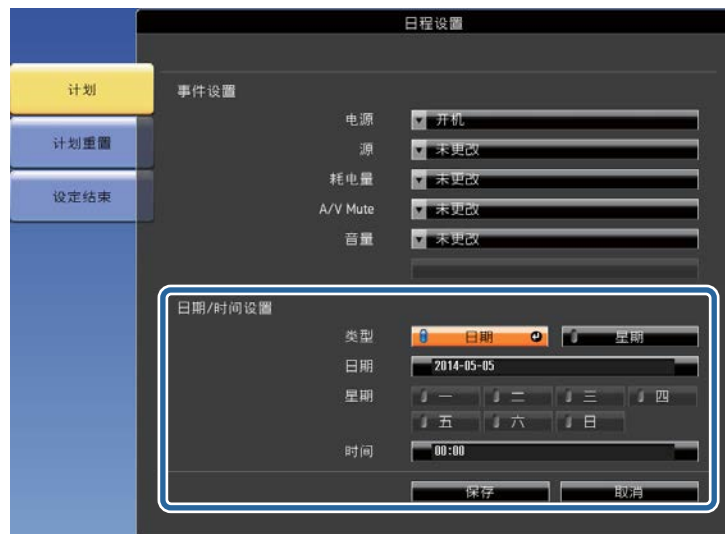 日程设置
计划
计划重置
设定结束
事件设置
电源 开机
源 未更改
耗电量 未更改
A/V Mute 未更改
音量 未更改
日期/时间设置
类型 日期 星期
日期 2014-05-05
星期 一 二 三 四
五 六 日
时间 00:00
保存 取消